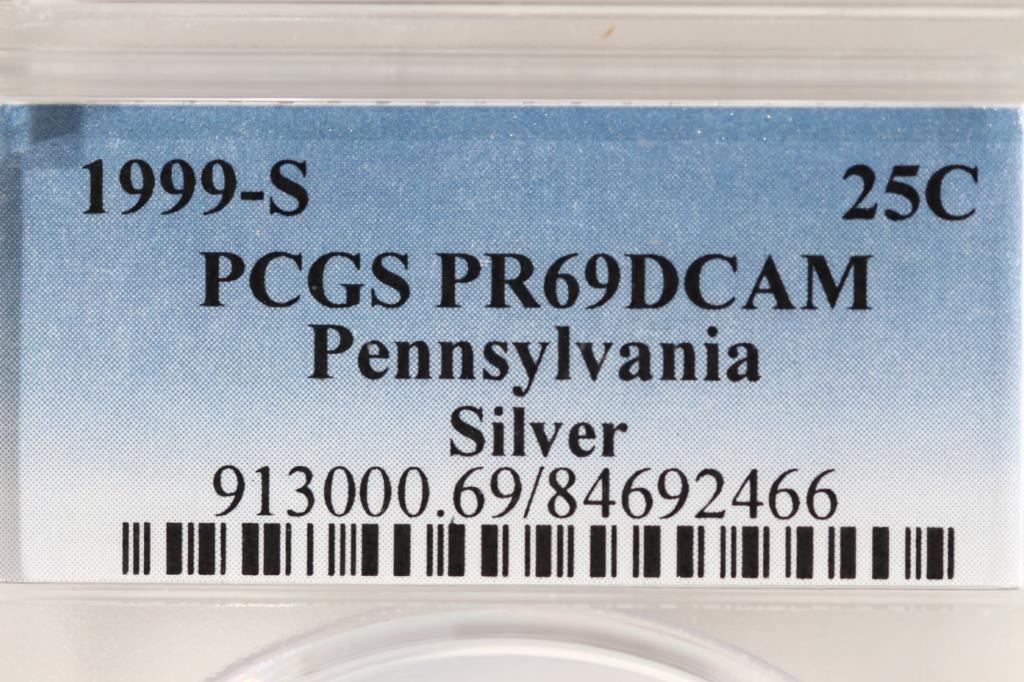 1999-S 25C
PCGS PR69DCAM
Pennsylvania
Silver
913000.69/84692466